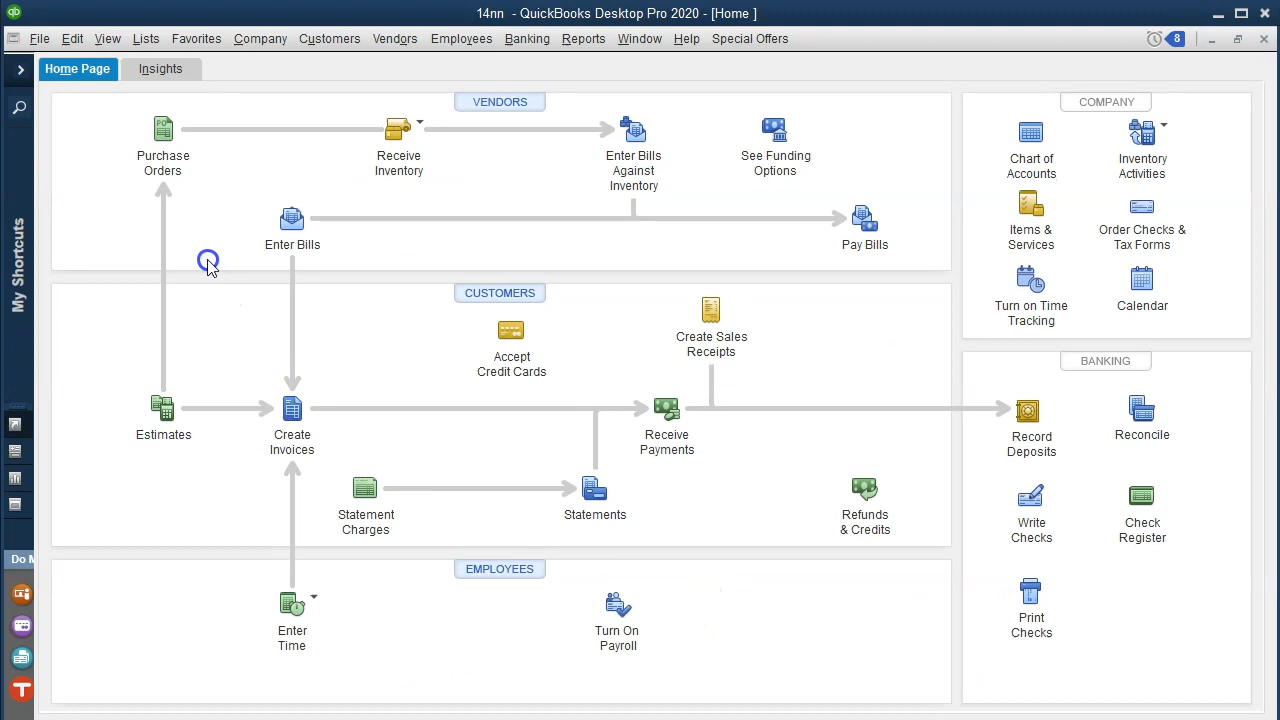 14nn - QuickBooks Desktop Pro 2020 - [Home ]
File Edit View Lists Favorites Company Customers Vendors Employees Banking Reports Window Help Special Offers 8
Home Page Insights
My Shortcuts
Do M
VENDORS
PO
Purchase
Orders
Receive
Inventory
Enter Bills
Against
Inventory
See Funding
Options
Enter Bills
Pay Bills
CUSTOMERS
Accept
Credit Cards
Create Sales
Receipts
Estimates
Create
Invoices
Receive
Payments
Statement
Charges
Statements
Refunds
& Credits
EMPLOYEES
Enter
Time
Turn On
Payroll
COMPANY
Chart of
Accounts
Inventory
Activities
Items &
Services
Order Checks &
Tax Forms
Turn on Time
Tracking
Calendar
BANKING
Record
Deposits
Reconcile
Write
Checks
Check
Register
Print
Checks